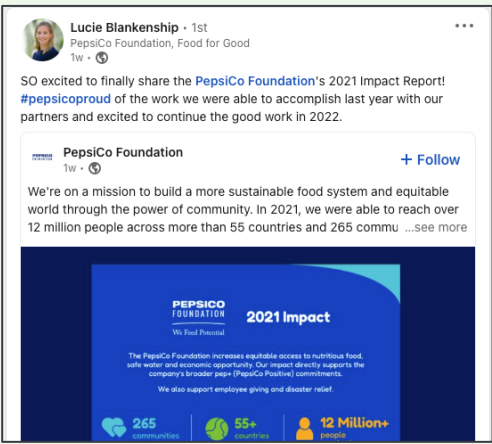 Lucie Blankenship • 1st
PepsiCo Foundation, Food for Good
1w •
SO excited to finally share the PepsiCo Foundation's 2021 Impact Report!
#pepsicoproud of the work we were able to accomplish last year with our
partners and excited to continue the good work in 2022.
PEPSICO
FOUNDATION
PepsiCo Foundation
1w •
+ Follow
We're on a mission to build a more sustainable food system and equitable
world through the power of community. In 2021, we were able to reach over
12 million people across more than 55 countries and 265 commu ...see more
PEPSICO
FOUNDATION
We Feed Potential
2021 Impact
The PepsiCo Foundation increases equitable access to nutritious food,
safe water and economic opportunity. Our impact directly supports the
company's broader pep+ (PepsiCo Positive) commitments.
We also support employee giving and disaster relief.
265
communities
55+
countries
12 Million+
people